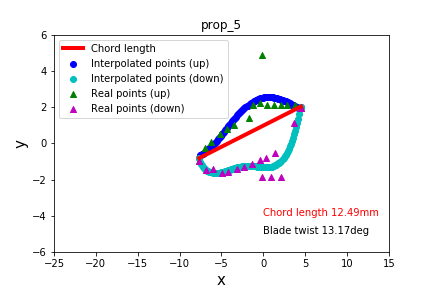 prop_5
Chord length
Interpolated points (up)
Interpolated points (down)
Real points (up)
Real points (down)
6
4
2
0
−2
−4
−6
y
Chord length 12.49mm
Blade twist 13.17deg
−25 −20 −15 −10 −5 0 5 10 15
x